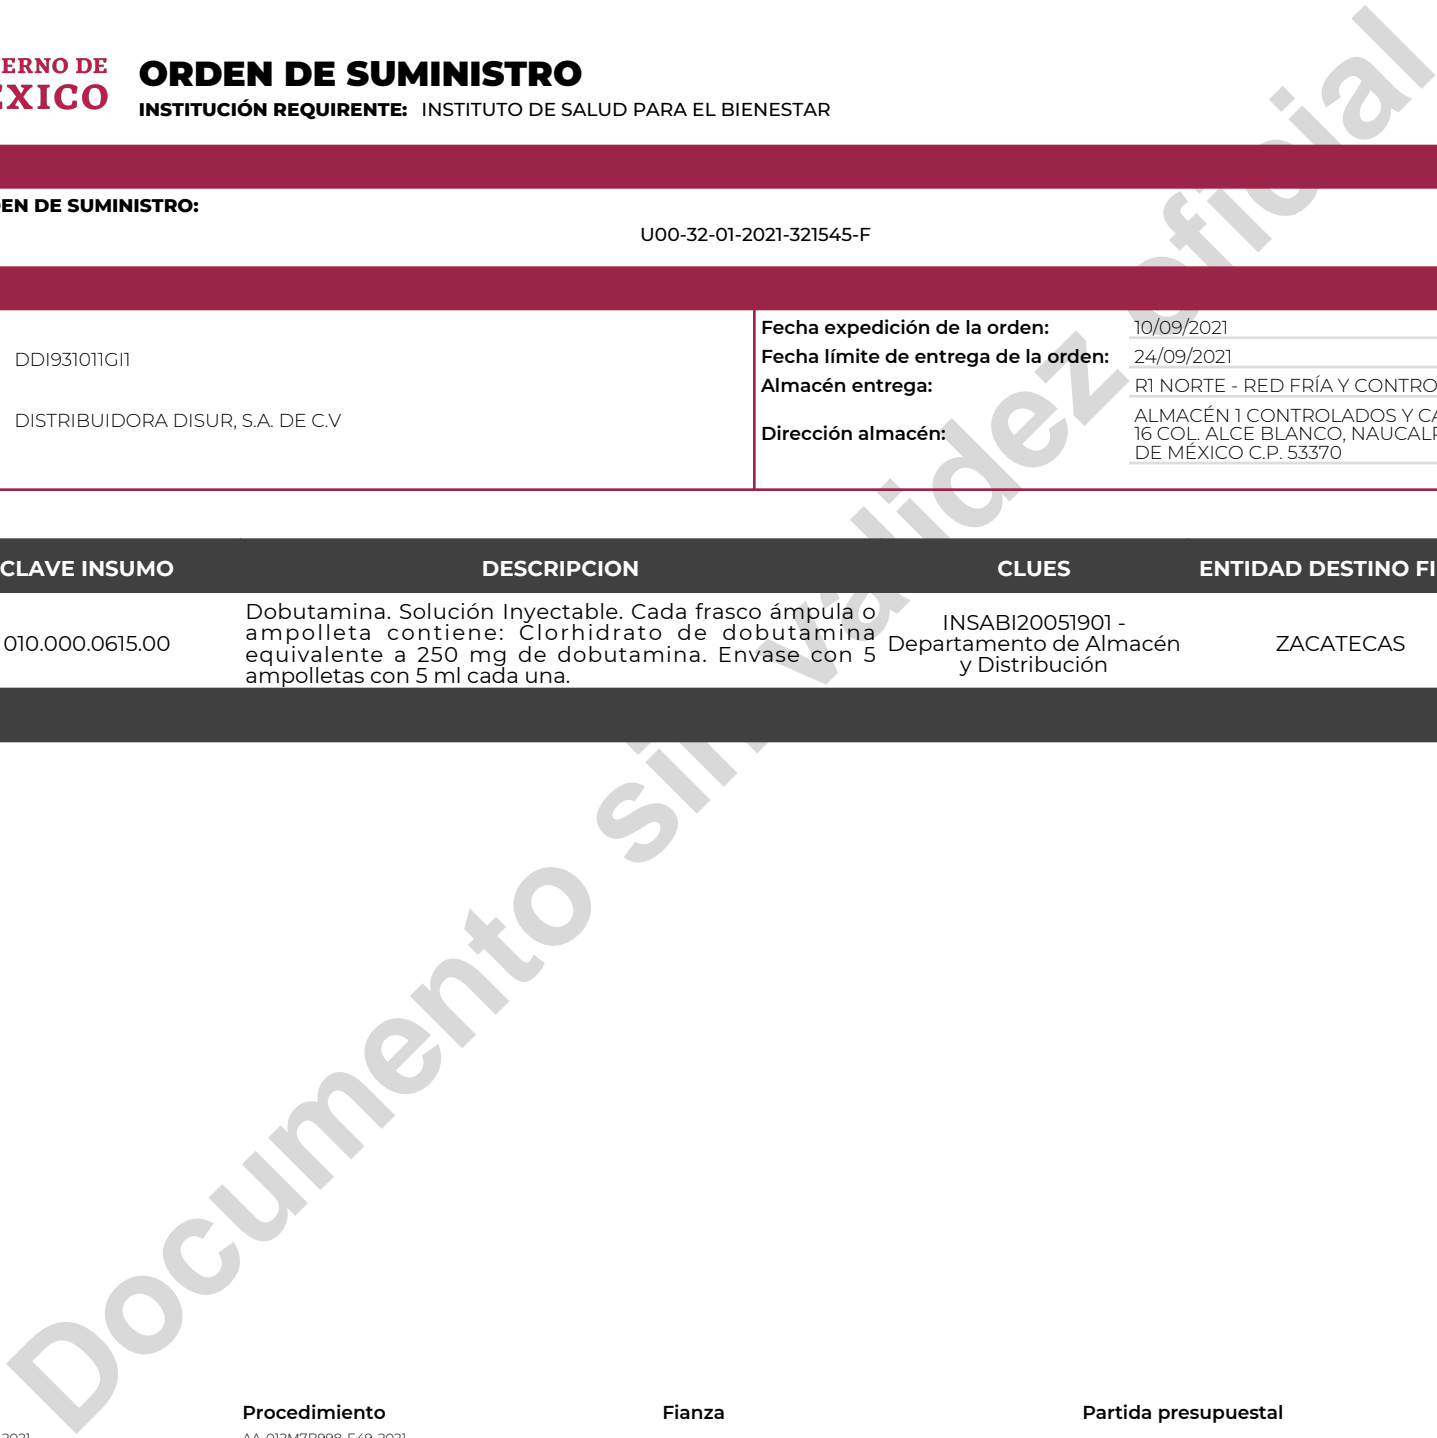 ORDEN DE SUMINISTRO
INSTITUCIÓN REQUIRENTE: INSTITUTO DE SALUD PARA EL BIENESTAR
EN DE SUMINISTRO:
U00-32-01-2021-321545-F
DDI931011GI1
DISTRIBUIDORA DISUR, S.A. DE C.V
Fecha expedición de la orden: 10/09/2021
Fecha límite de entrega de la orden: 24/09/2021
Almacén entrega: R1 NORTE - RED FRÍA Y CONTRO
Dirección almacén:
ALMACÉN 1 CONTROLADOS Y CA
16 COL. ALCE BLANCO, NAUCALP
DE MÉXICO C.P. 53370
CLAVE INSUMO DESCRIPCION CLUES ENTIDAD DESTINO FI
010.000.0615.00
Dobutamina. Solución Inyectable. Cada frasco ámpula o
ampolleta contiene: Clorhidrato de dobutamina
equivalente a 250 mg de dobutamina. Envase con 5
ampolletas con 5 ml cada una.
INSABI20051901 -
Departamento de Almacén
y Distribución
ZACATECAS
Documento sin validez oficial
Procedimiento Fianza Partida presupuestal
ERNO DE
EXICO